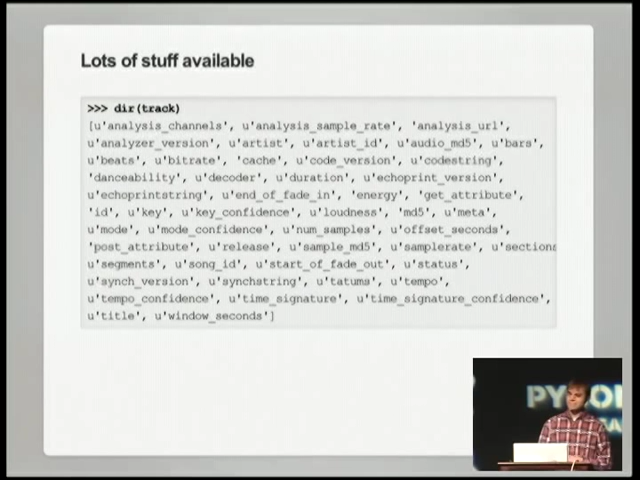 Lots of stuff available
>>> dir(track)
[u'analysis_channels', u'analysis_sample_rate', 'analysis_url',
u'analyzer_version', u'artist', u'artist_id', u'audio_md5', u'bars',
u'beats', u'bitrate', 'cache', u'code_version', u'codestring',
'danceability', u'decoder', u'duration', u'echoprint_version',
u'echoprintstring', u'end_of_fade_in', 'energy', 'get_attribute',
'id', u'key', u'key_confidence', u'loudness', 'md5', u'meta',
u'mode', u'mode_confidence', u'num_samples', u'offset_seconds',
'post_attribute', u'release', u'sample_md5', u'samplerate', u'sections
u'segments', u'song_id', u'start_of_fade_out', u'status',
u'synch_version', u'synchstring', u'tatums', u'tempo',
u'tempo_confidence', u'time_signature', u'time_signature_confidence',
u'title', u'window_seconds']